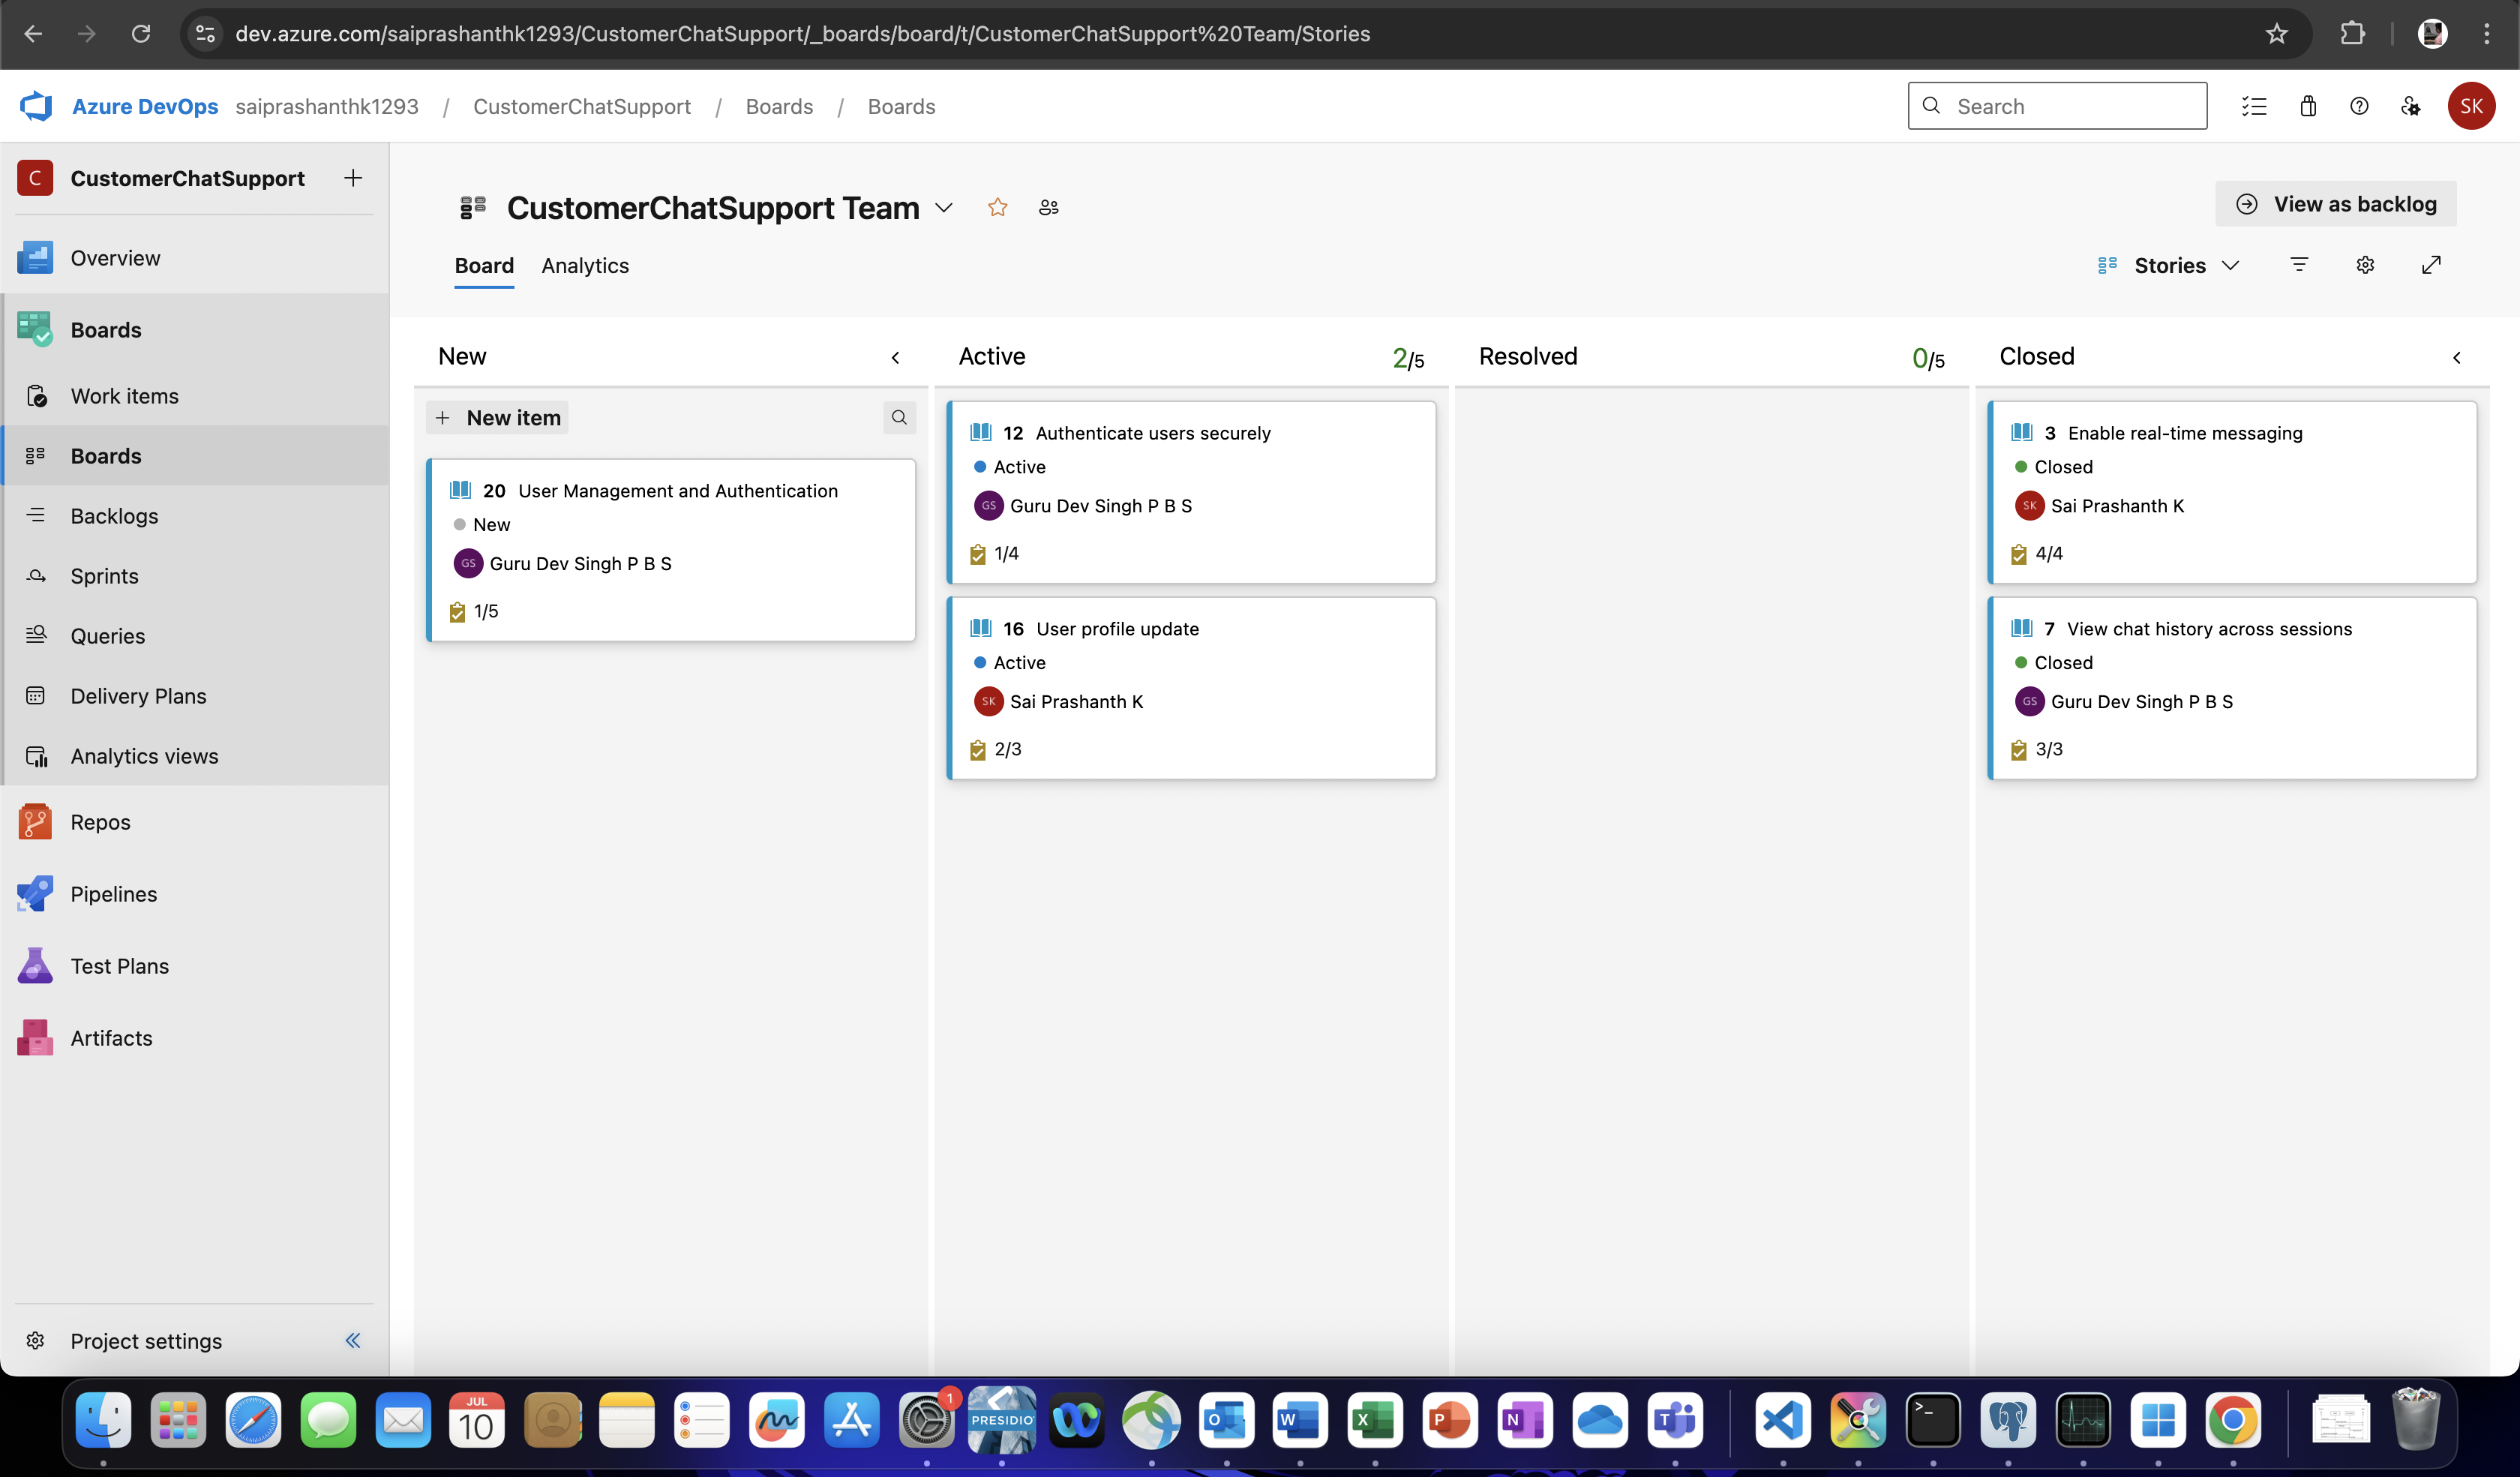 dev.azure.com/saiprashanthk1293/CustomerChatSupport/_boards/board/t/CustomerChatSupport%20Team/Stories
Azure DevOps saiprashanthk1293 / CustomerChatSupport / Boards / Boards
Search
SK
C CustomerChatSupport
Overview
Boards
Work items
Boards
Backlogs
Sprints
Queries
Delivery Plans
Analytics views
Repos
Pipelines
Test Plans
Artifacts
Project settings
CustomerChatSupport Team
View as backlog
Board Analytics
Stories
New
New item
20 User Management and Authentication
New
GS Guru Dev Singh P B S
1/5
Active 2/5
12 Authenticate users securely
Active
GS Guru Dev Singh P B S
1/4
16 User profile update
Active
SK Sai Prashanth K
2/3
Resolved 0/5
Closed
3 Enable real-time messaging
Closed
SK Sai Prashanth K
4/4
7 View chat history across sessions
Closed
GS Guru Dev Singh P B S
3/3
JUL
10
1
PRESIDIO
O
W
X
P
N
T
>_